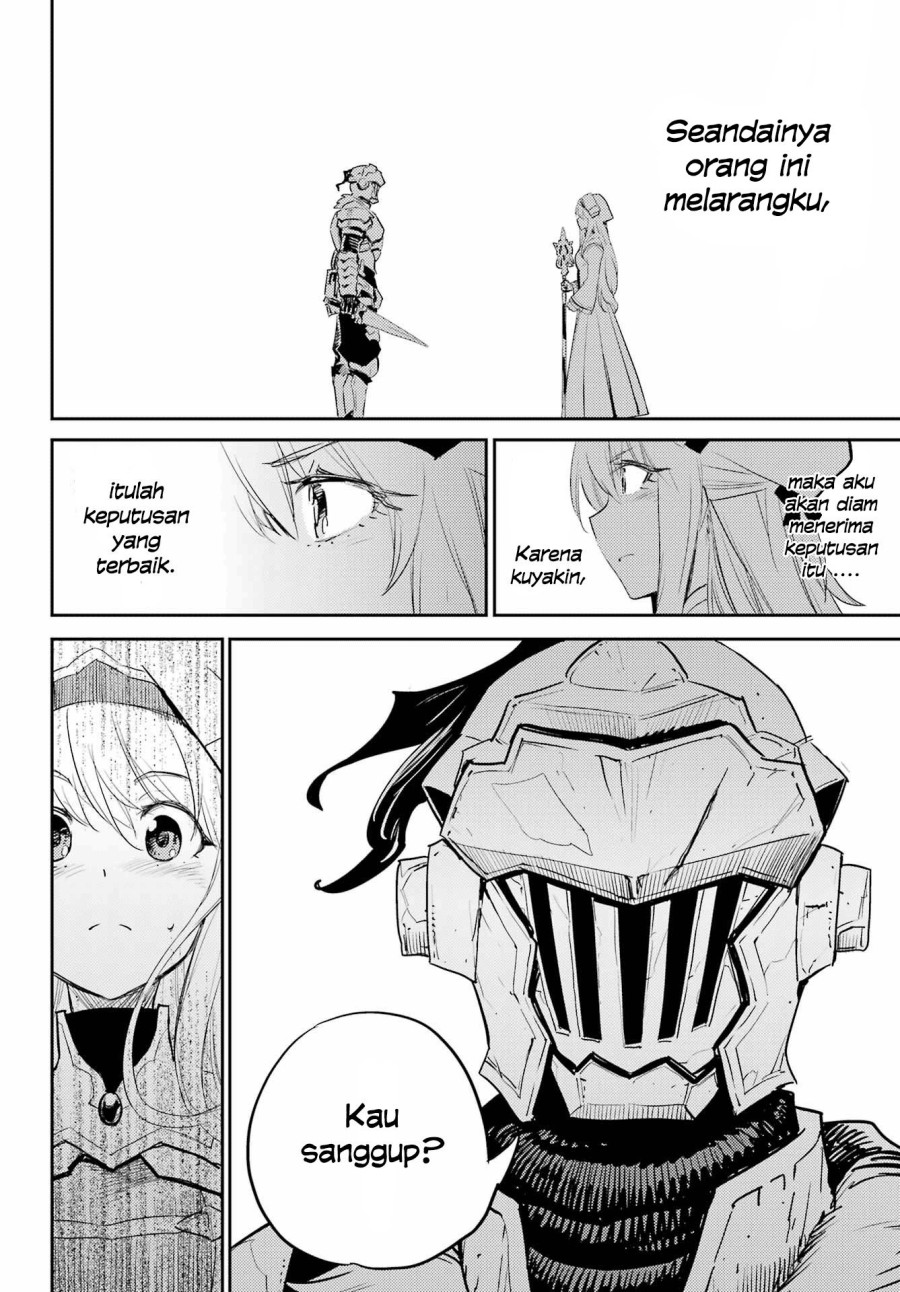 Seandainya
orang ini
melarangku,
maka aku
akan diam
menerima
keputusan
itu ....
Karena
kuyakin,
itulah
keputusan
yang
terbaik.
Kau
sanggup?